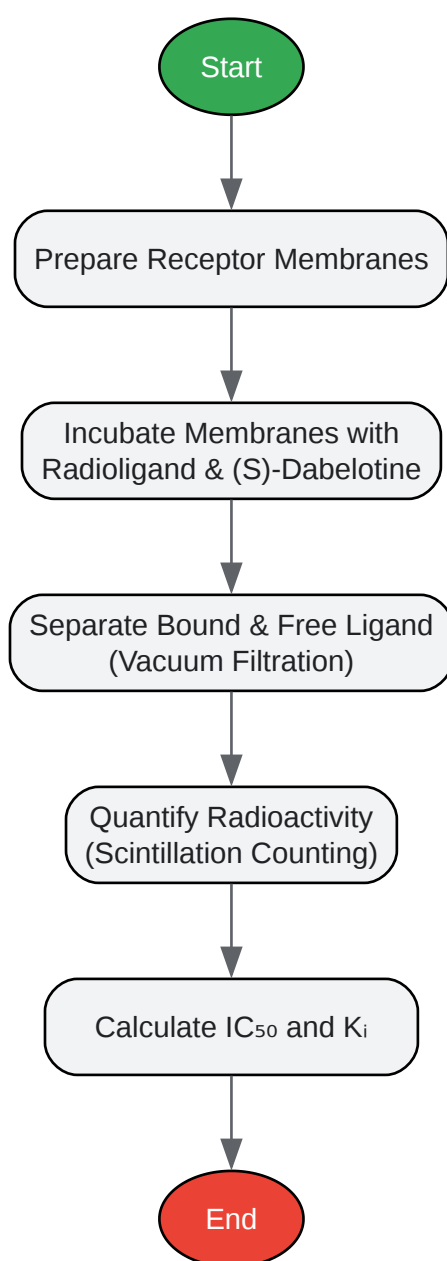 Start
Prepare Receptor Membranes
Incubate Membranes with
Radioligand & (S)-Dabelotine
Separate Bound & Free Ligand
(Vacuum Filtration)
Quantify Radioactivity
(Scintillation Counting)
Calculate IC₅₀ and Kᵢ
End